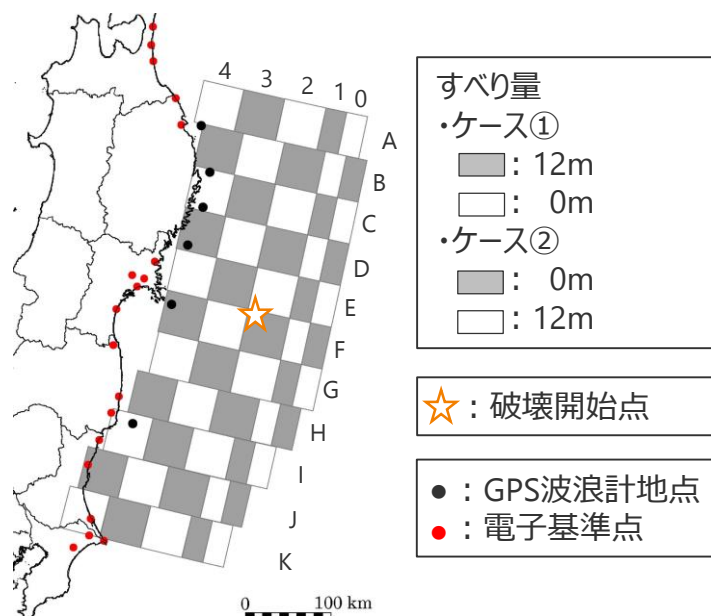 4
3
2
1
0
A
B
C
D
E
F
G
H
I
J
K
0 100 km
すべり量
・ケース①
: 12m
: 0m
・ケース②
: 0m
: 12m
: 破壊開始点
: GPS波浪計地点
: 電子基準点